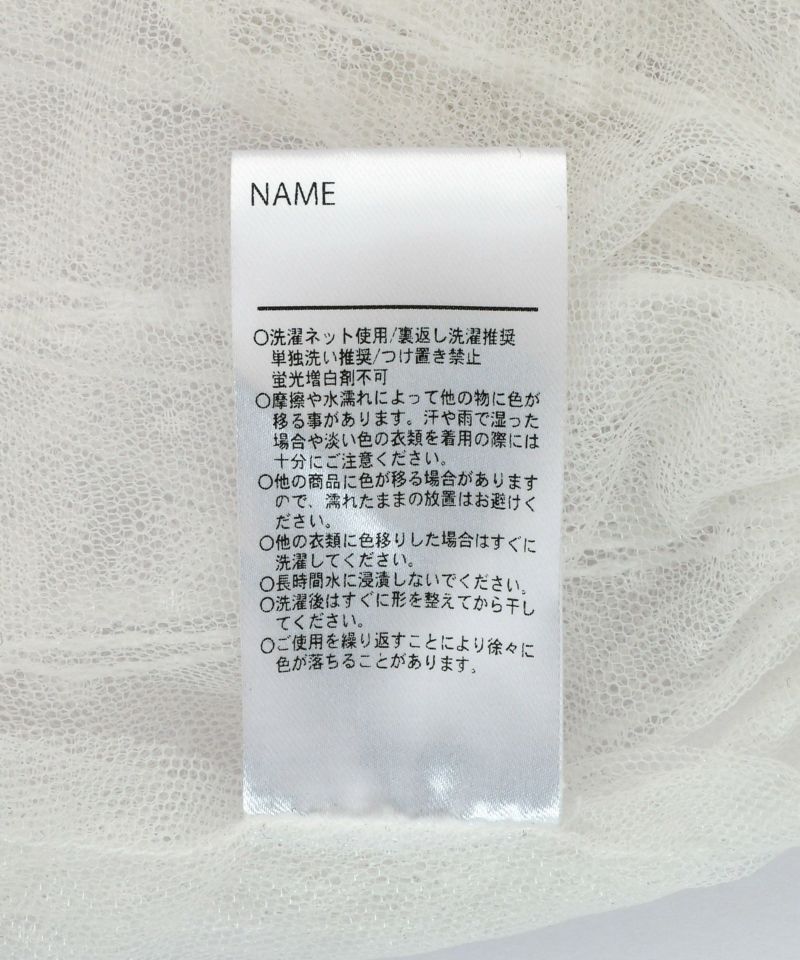 NAME
〇洗濯ネット使用/裏返し洗濯推奨
単独洗い推奨/つけ置き禁止
蛍光増白剤不可
〇摩擦や水濡れによって他の物に色が
移る事があります。汗や雨で湿った
場合や淡い色の衣類を着用の際には
十分にご注意ください。
〇他の商品に色が移る場合があります
ので、濡れたままの放置はお避けく
ださい。
〇他の衣類に色移りした場合はすぐに
洗濯してください。
〇長時間水に浸漬しないでください。
〇洗濯後はすぐに形を整えてから干し
てください。
〇ご使用を繰り返すことにより徐々に
色が落ちることがあります。